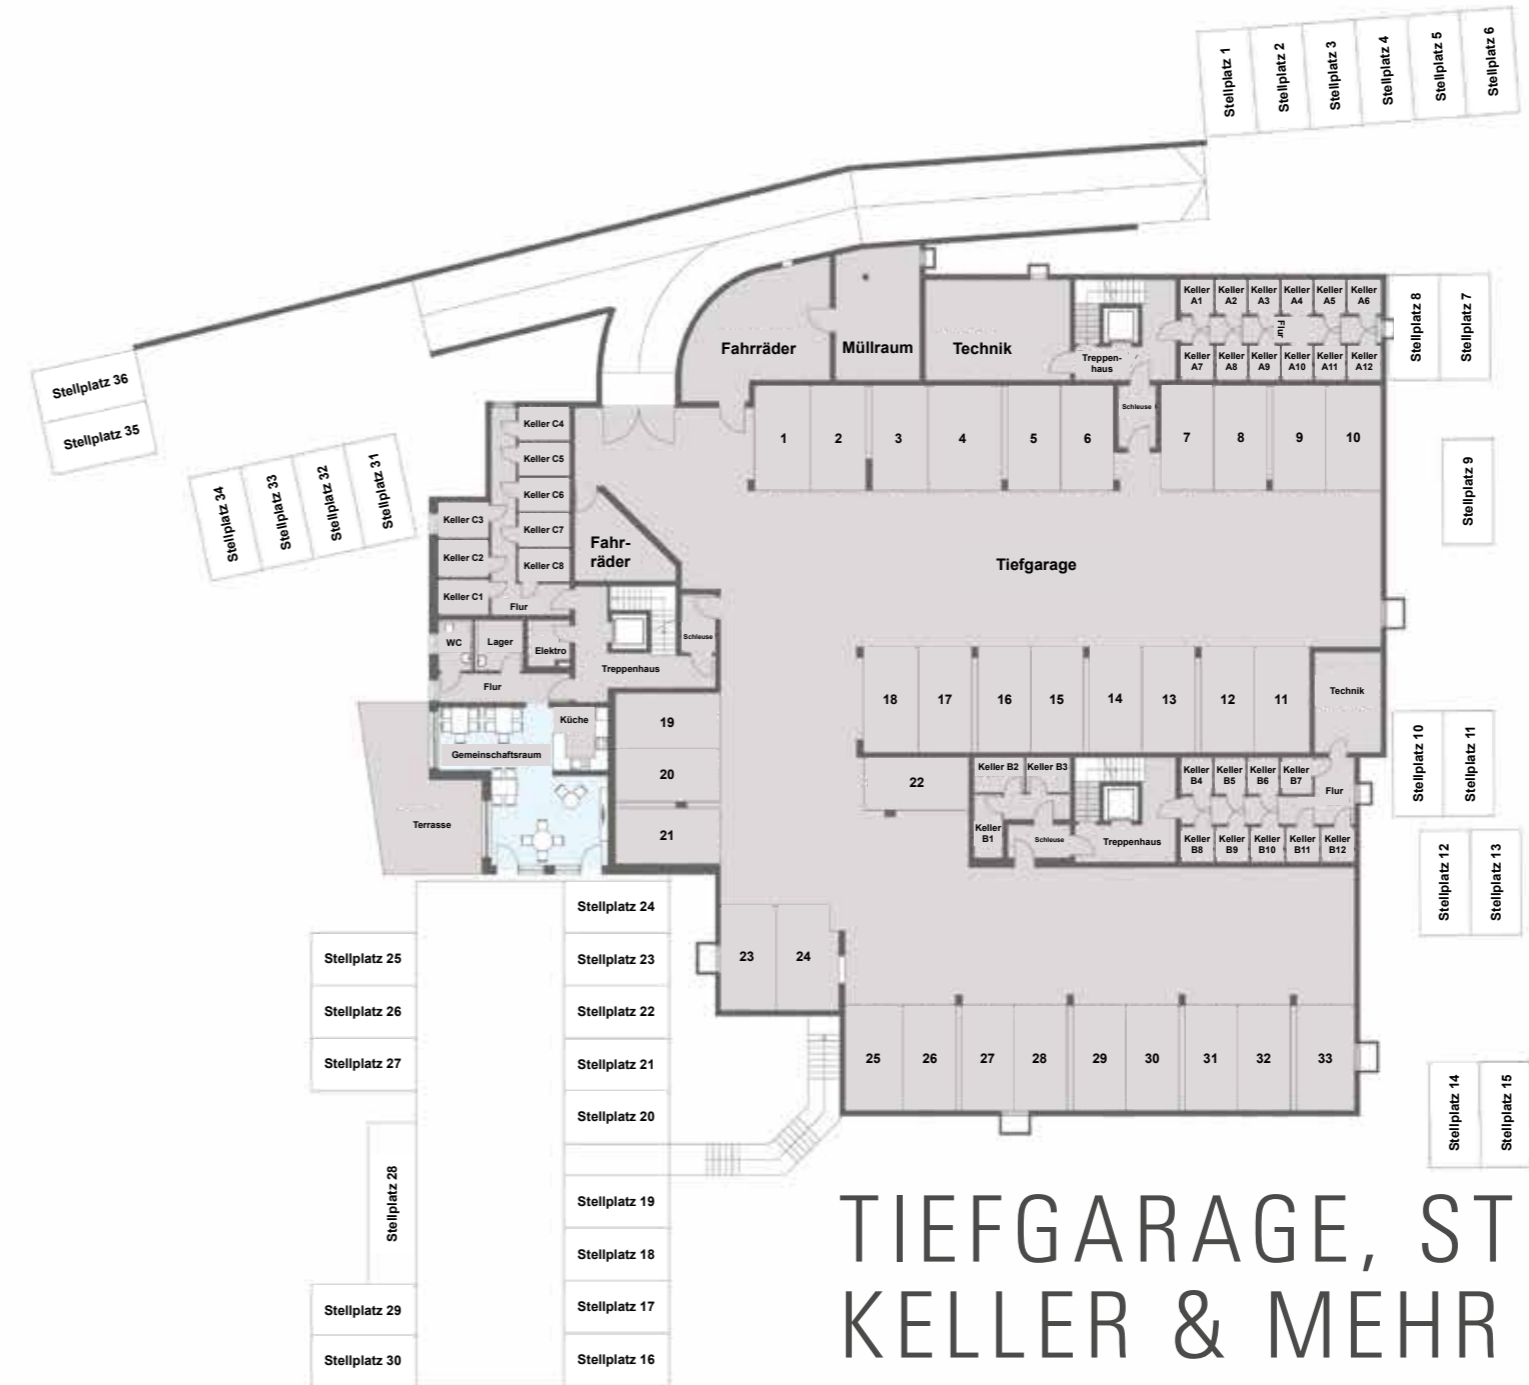 Stellplatz 1
Stellplatz 2
Stellplatz 3
Stellplatz 4
Stellplatz 5
Stellplatz 6
Stellplatz 36
Stellplatz 35
Stellplatz 34
Stellplatz 33
Stellplatz 32
Stellplatz 31
Fahrräder
Müllraum
Technik
Treppen-
haus
Keller
A1
Keller
A2
Keller
A3
Keller
A4
Keller
A5
Keller
A6
Flur
Keller
A7
Keller
A8
Keller
A9
Keller
A10
Keller
A11
Keller
A12
Stellplatz 8
Stellplatz 7
Schleuse
1
2
3
4
5
6
7
8
9
10
Stellplatz 9
Keller C4
Keller C5
Keller C6
Keller C7
Keller C8
Keller C3
Keller C2
Keller C1
Flur
Fahr-
räder
Tiefgarage
WC
Lager
Elektro
Schleuse
Treppenhaus
Flur
Küche
Gemeinschaftsraum
Terrasse
19
20
21
18
17
16
15
14
13
12
11
Technik
22
Keller B2
Keller B3
Keller
B1
Schleuse
Treppenhaus
Keller
B4
Keller
B5
Keller
B6
Keller
B7
Flur
Keller
B8
Keller
B9
Keller
B10
Keller
B11
Keller
B12
Stellplatz 10
Stellplatz 11
Stellplatz 12
Stellplatz 13
23
24
25
26
27
28
29
30
31
32
33
Stellplatz 14
Stellplatz 15
Stellplatz 24
Stellplatz 25
Stellplatz 23
Stellplatz 26
Stellplatz 22
Stellplatz 27
Stellplatz 21
Stellplatz 20
Stellplatz 28
Stellplatz 19
Stellplatz 18
Stellplatz 29
Stellplatz 17
Stellplatz 30
Stellplatz 16
TIEFGARAGE, ST
KELLER & MEHR